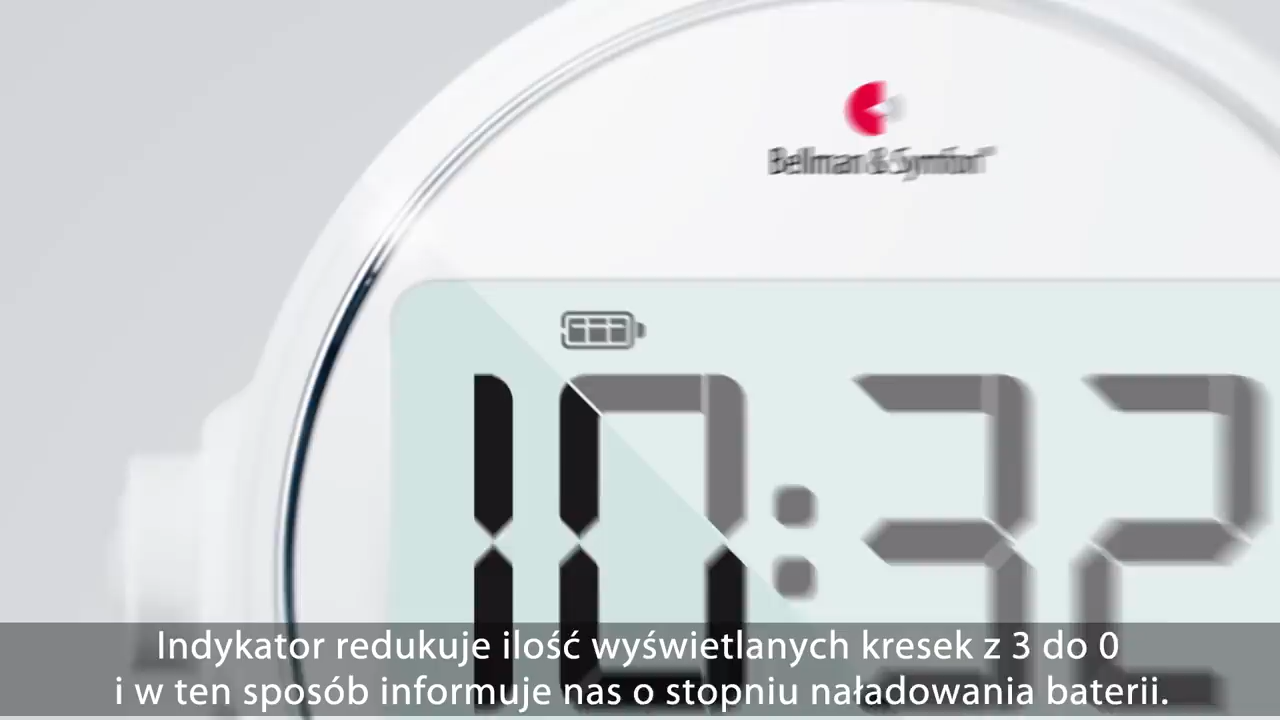 Bellman & Symfon
10:32
Indykator redukuje ilość wyświetlanych kresek z 3 do 0
i w ten sposób informuje nas o stopniu naładowania baterii.